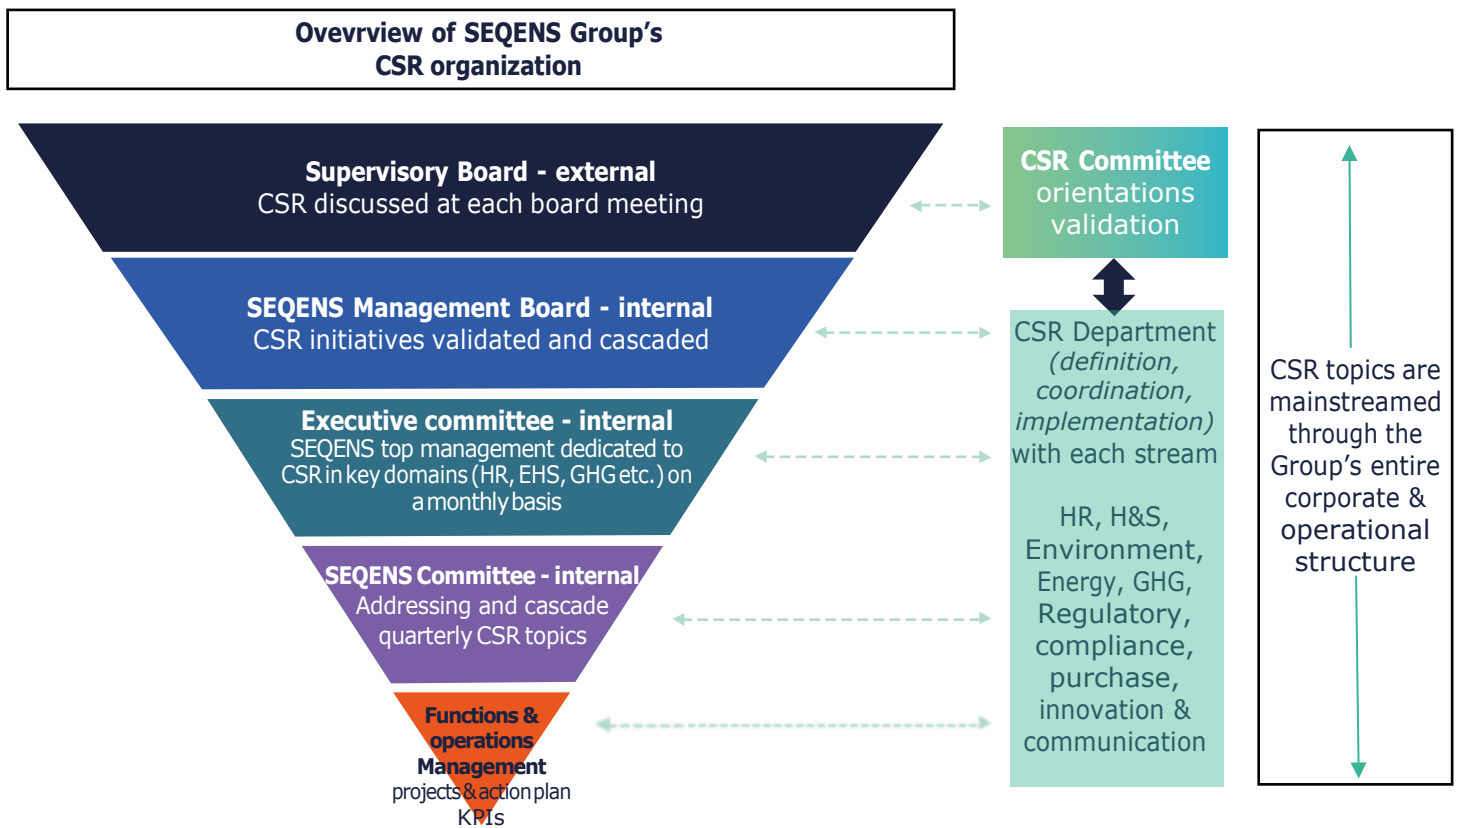 Ovevrview of SEQENS Group's
CSR organization
Supervisory Board - external
CSR discussed at each board meeting
SEQENS Management Board - internal
CSR initiatives validated and cascaded
Executive committee - internal
SEQENS top management dedicated to
CSR in key domains (HR, EHS, GHG etc.) on
a monthly basis
SEQENS Committee - internal
Addressing and cascade
quarterly CSR topics
Functions &
operations
Management
projects & action plan
KPIs
CSR Committee
orientations
validation
CSR Department
(definition,
coordination,
implementation)
with each stream
HR, H&S,
Environment,
Energy, GHG,
Regulatory,
compliance,
purchase,
innovation &
communication
CSR topics are
mainstreamed
through the
Group's entire
corporate &
operational
structure